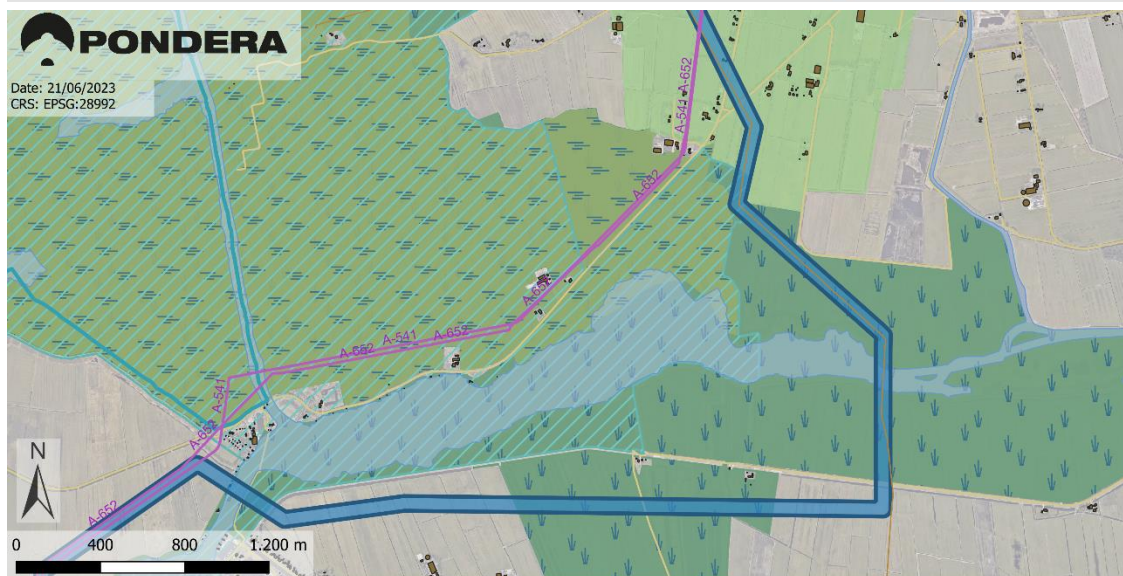 PONDERA
Date: 21/06/2023
CRS: EPSG:28992
A-541 A-652
A-652
A-652
A-652
A-541
A-652
A-541
A-652
A-652
N
0 400 800 1.200 m